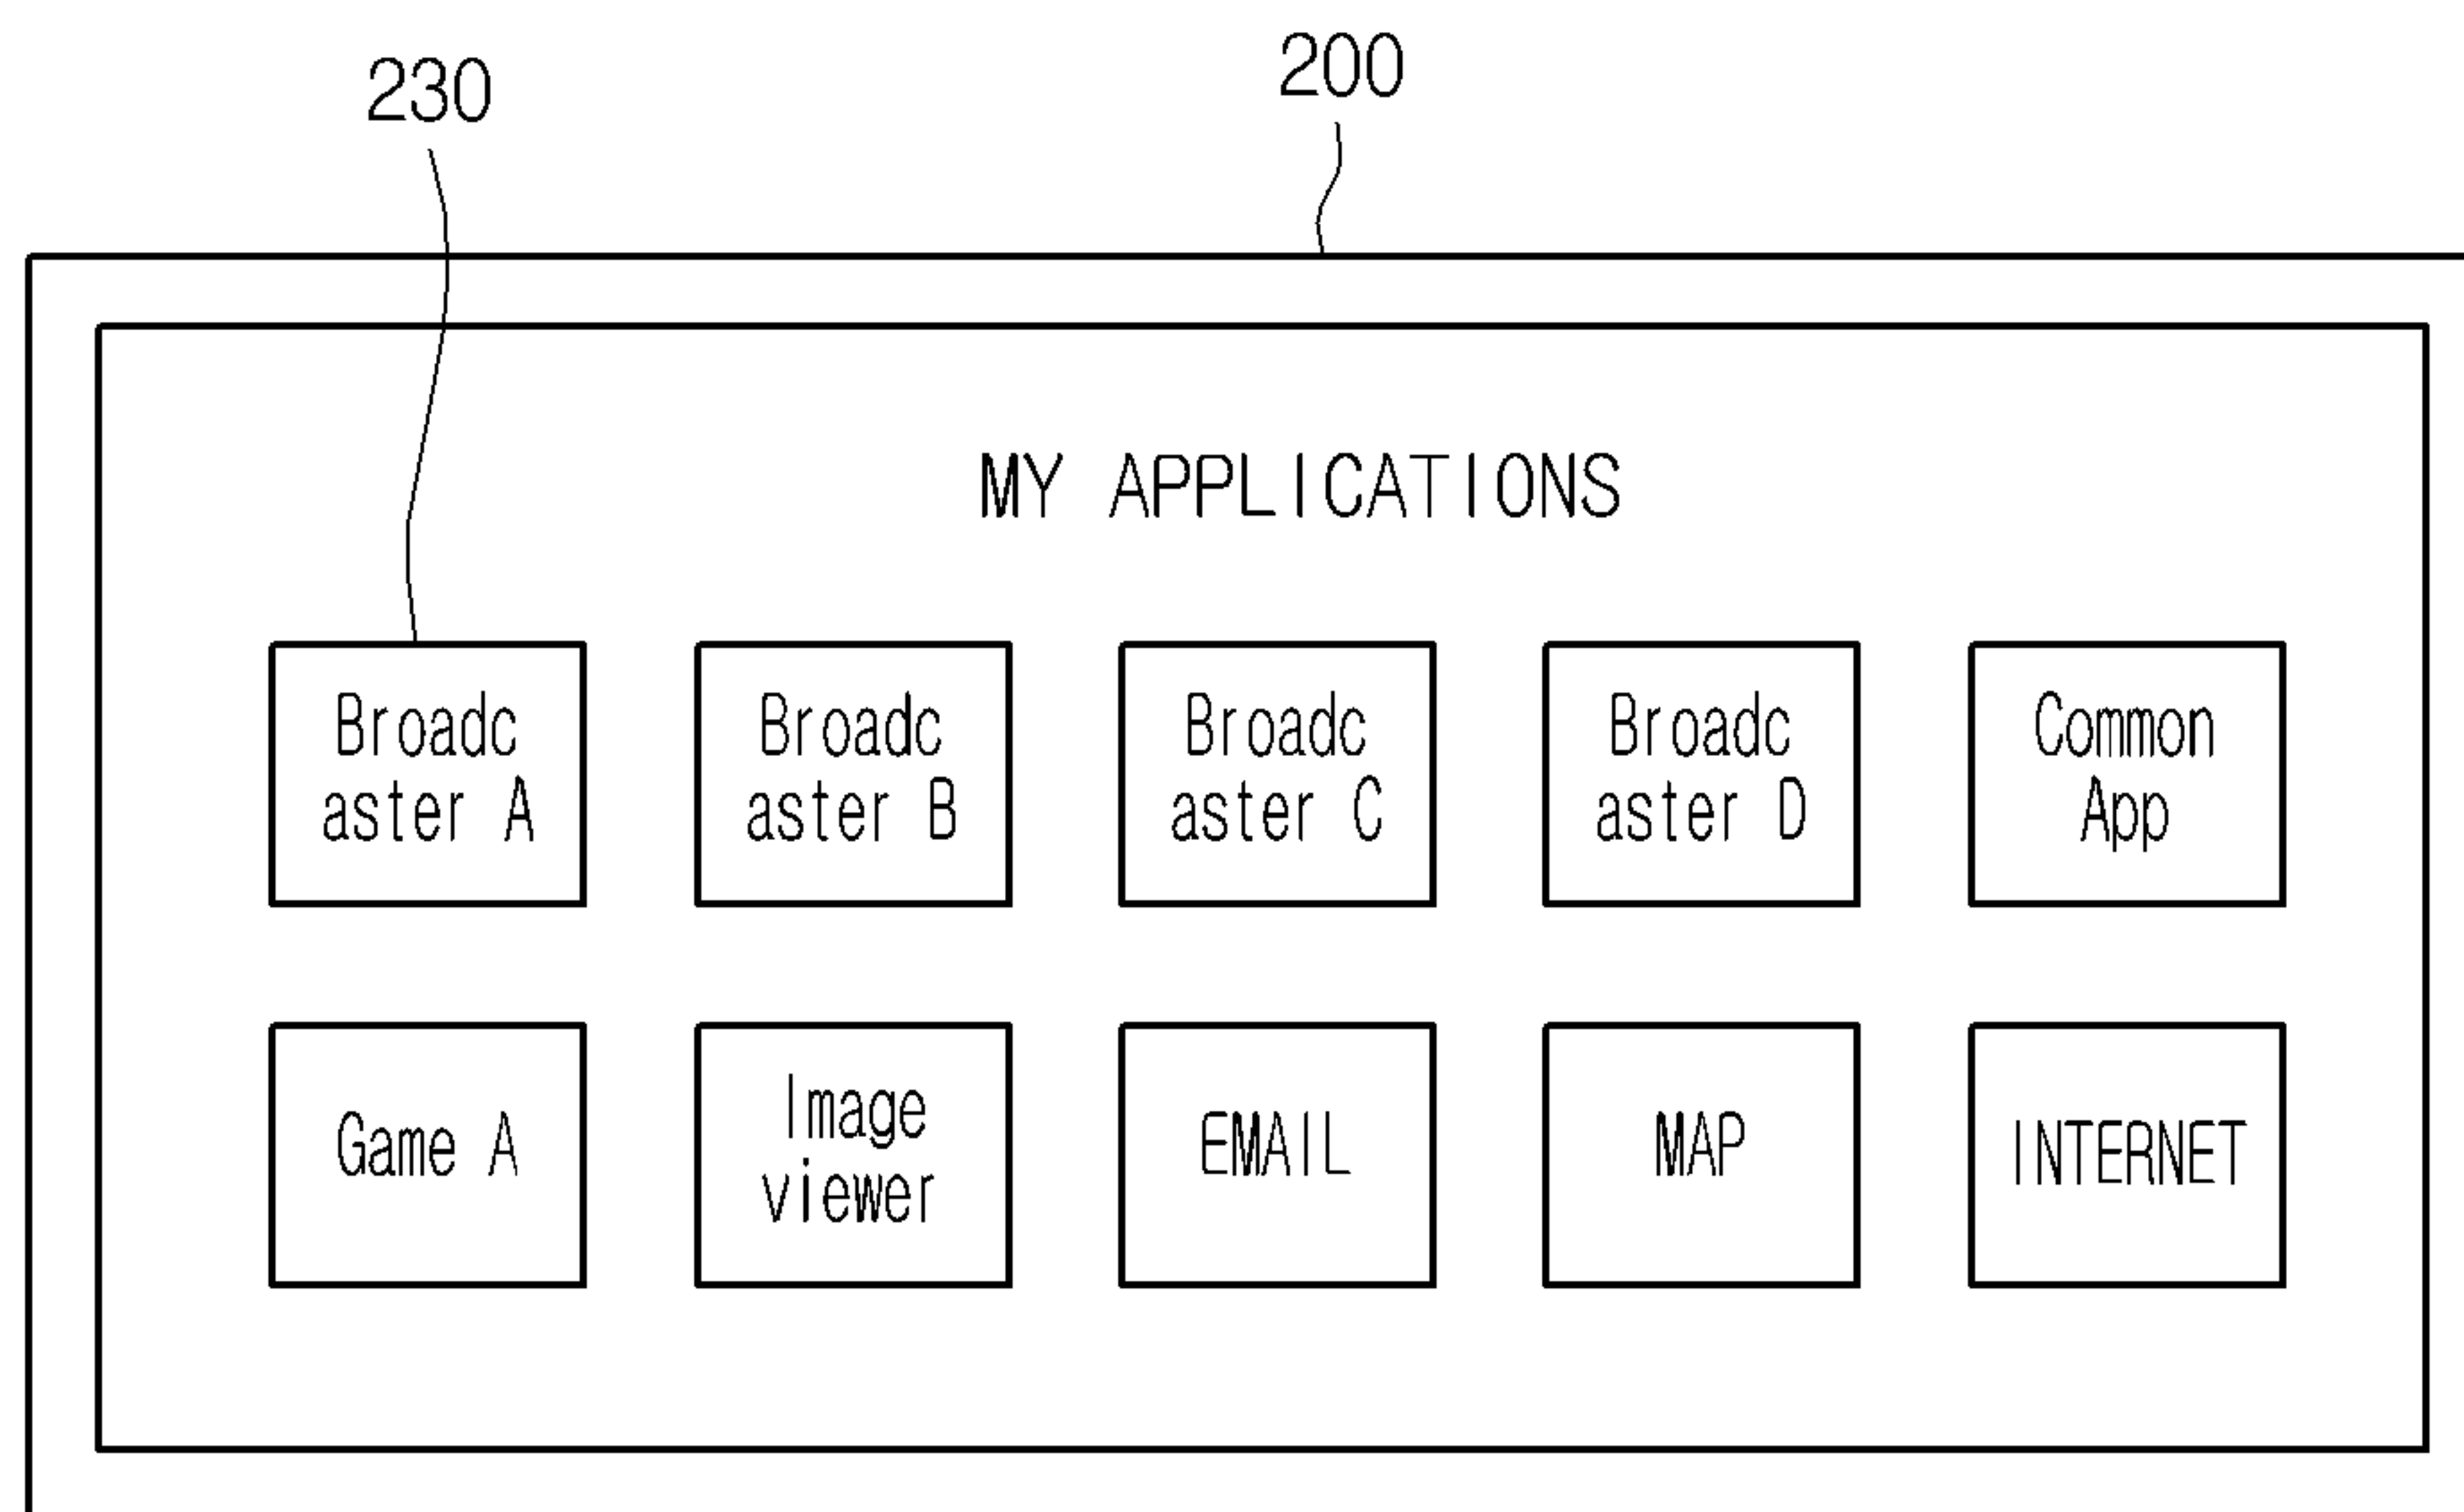 230
200
MY APPLICATIONS
Broadc
aster A
Broadc
aster B
Broadc
aster C
Broadc
aster D
Common
App
Game A
Image
viewer
EMAIL
MAP
INTERNET